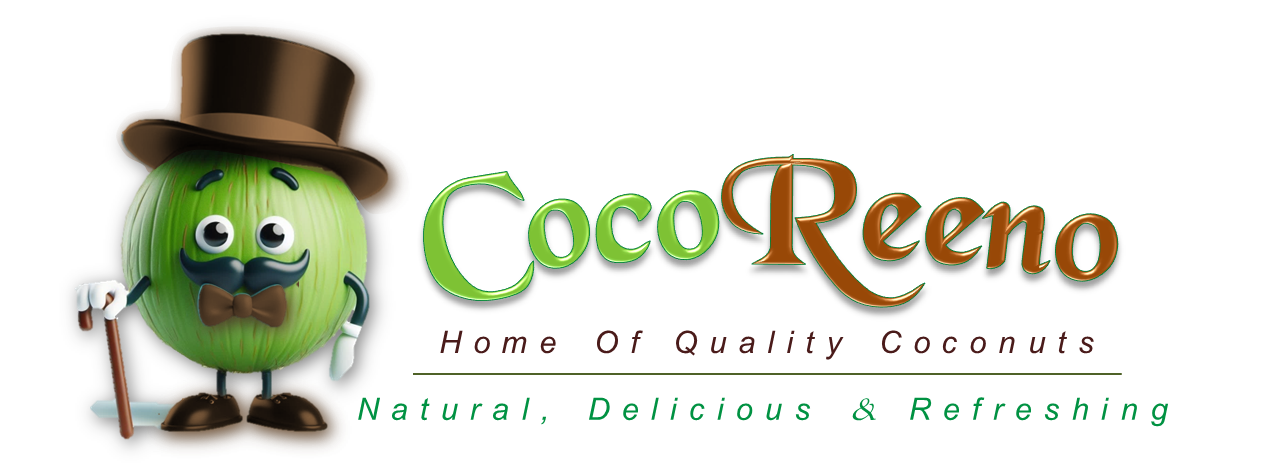 CocoReeno
Home Of Quality Coconuts
Natural, Delicious & Refreshing